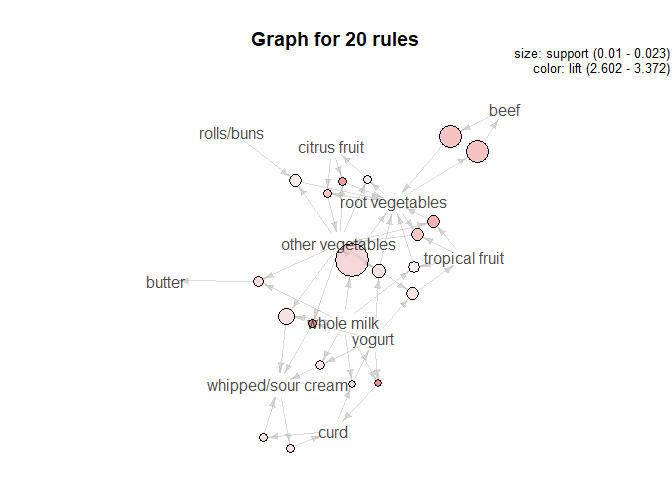 Graph for 20 rules
size: support (0.01 - 0.023)
color: lift (2.602 - 3.372)
beef
rolls/buns
citrus fruit
root vegetables
other vegetables
tropical fruit
butter
whole milk
yogurt
whipped/sour cream
curd